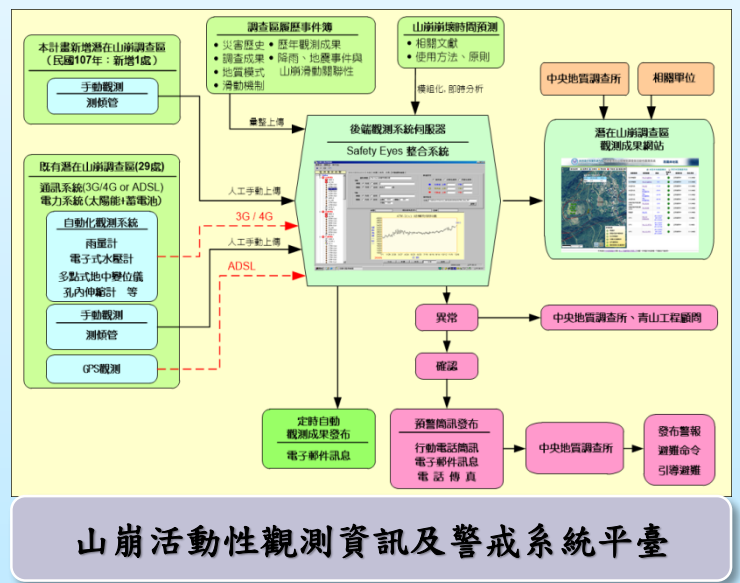 本計畫新增潛在山崩調查區
(民國107年：新增1處)
手動觀測
測傾管
調查區履歷事件簿
• 災害歷史 • 歷年觀測成果
• 調查成果 • 降雨、地震事件與
• 地質模式 山崩滑動關聯性
• 滑動機制
山崩崩壞時間預測
• 相關文獻
• 使用方法、原則
彙整上傳
模組化, 即時分析
中央地質調查所
相關單位
後端觀測系統伺服器
Safety Eyes 整合系統
潛在山崩調查區
觀測成果網站
既有潛在山崩調查區(29處)
通訊系統(3G/4G or ADSL)
電力系統(太陽能+蓄電池)
自動化觀測系統
雨量計
電子式水壓計
多點式地中變位儀
孔內伸縮計 等
手動觀測
測傾管
GPS觀測
人工手動上傳
3G / 4G
人工手動上傳
ADSL
異常
中央地質調查所、青山工程顧問
確認
定時自動
觀測成果發布
電子郵件訊息
預警簡訊發布
行動電話簡訊
電子郵件訊息
電 話 傳 真
中央地質調查所
發布警報
避難命令
引導避難
山崩活動性觀測資訊及警戒系統平臺